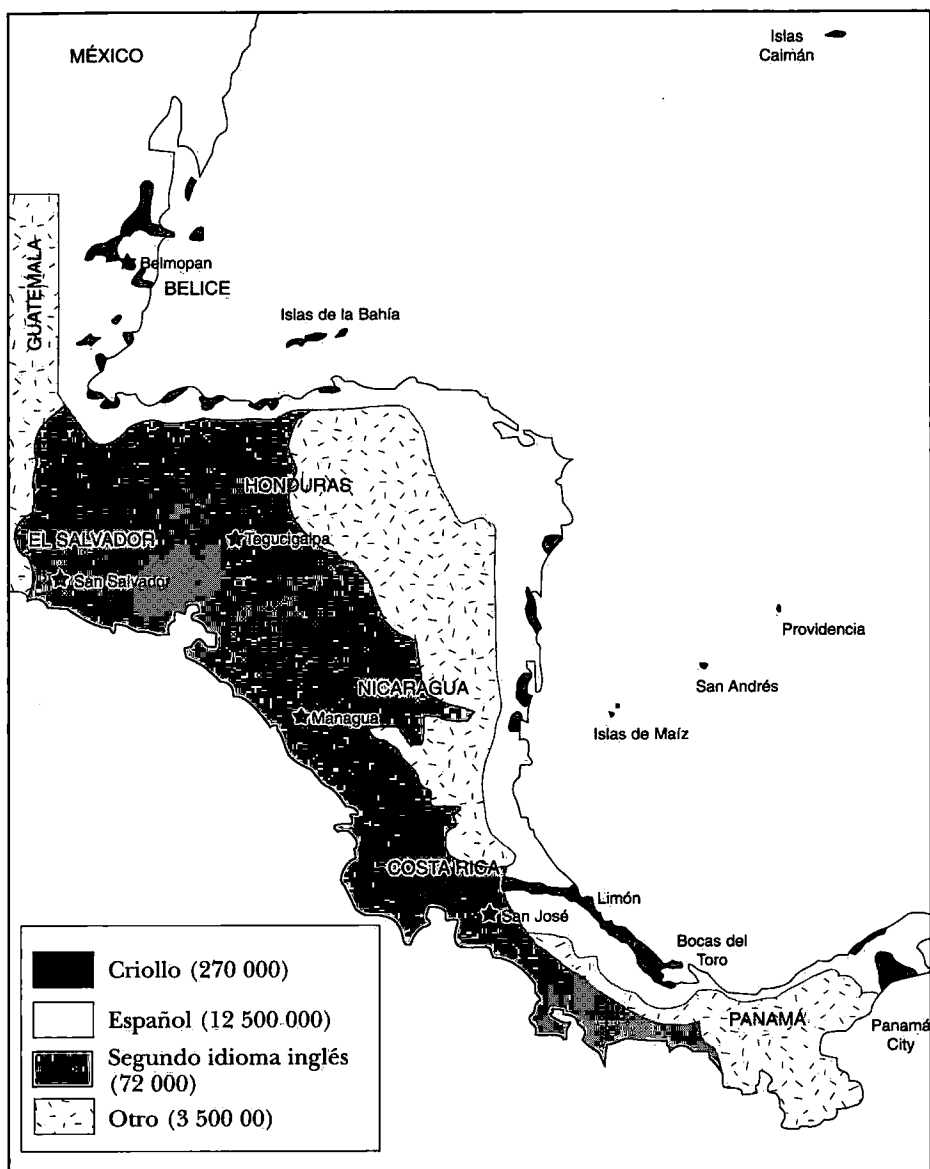 MÉXICO
Islas
Caimán
GUATEMALA
Belmopan
BELICE
Islas de la Bahía
HONDURAS
EL SALVADOR
Tegucigalpa
San Salvador
Providencia
San Andrés
NICARAGUA
Islas de Maíz
Managua
COSTA RICA
Limón
San José
Bocas del
Toro
PANAMÁ
Panamá
City
Criollo (270 000)
Español (12 500 000)
Segundo idioma inglés
(72 000)
Otro (3 500 00)